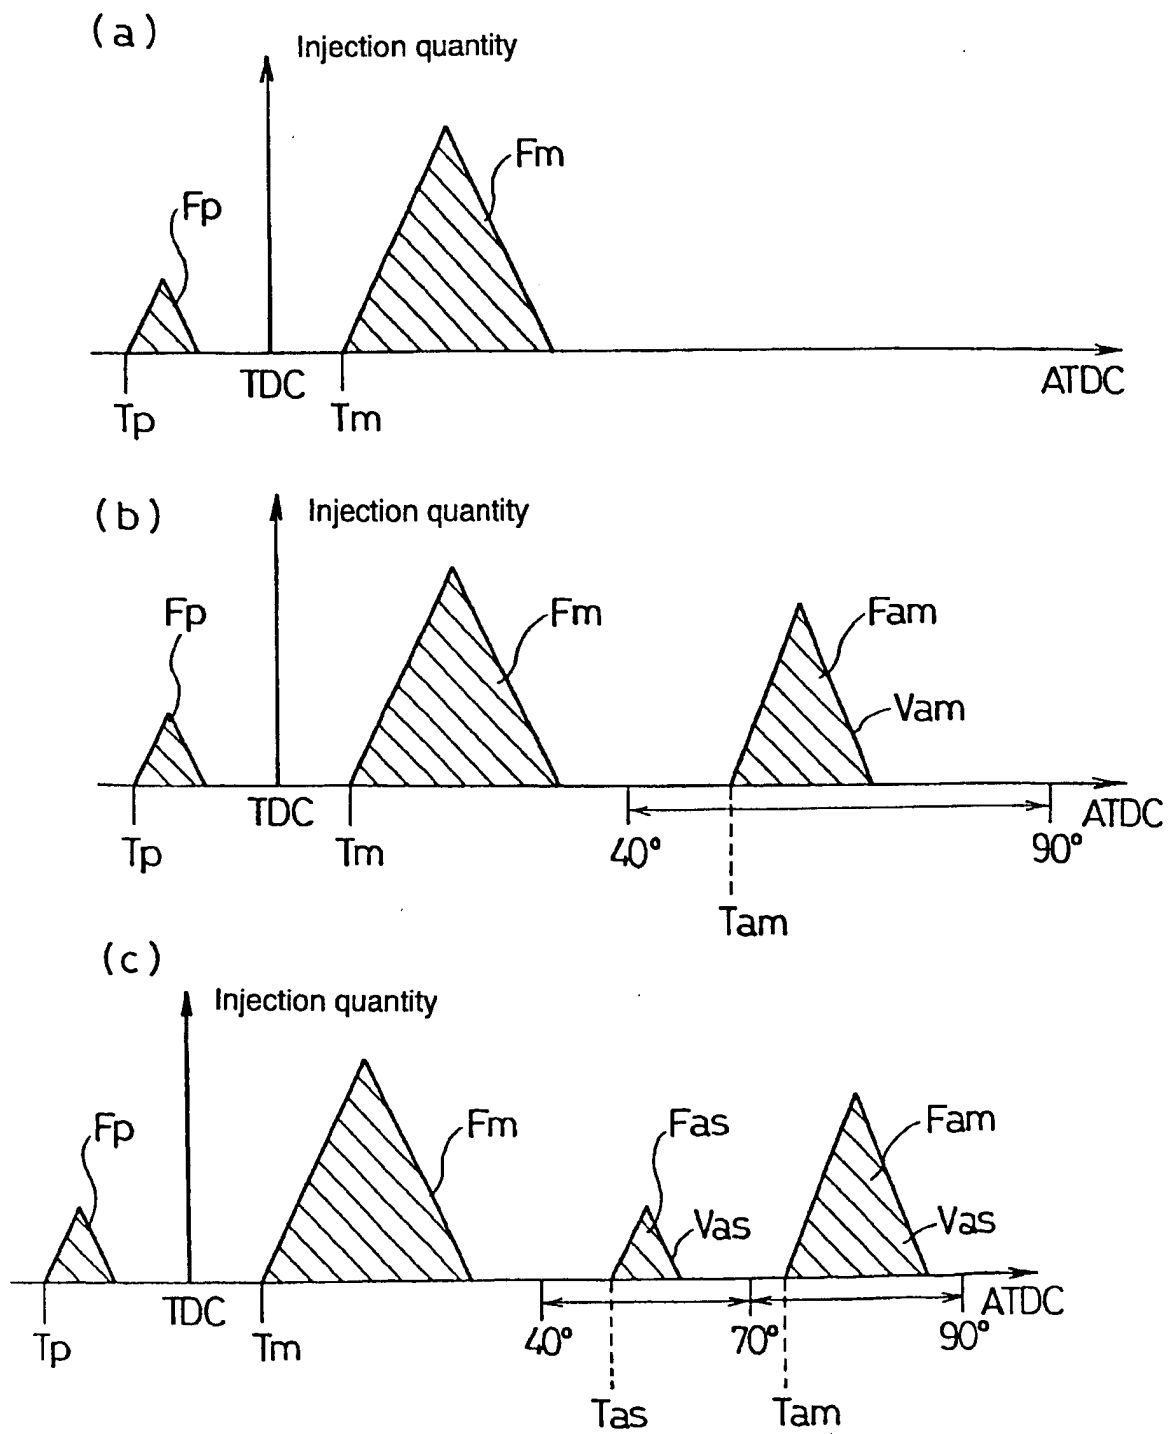 (a)
Injection quantity
Fm
Fp
TDC
ATDC
Tp
Tm
(b)
Injection quantity
Fp
Fm
Fam
Vam
TDC
ATDC
Tp
Tm
40°
90°
Tam
(c)
Injection quantity
Fp
Fm
Fas
Fam
Vas
Vas
TDC
ATDC
Tp
Tm
40°
70°
90°
Tas
Tam